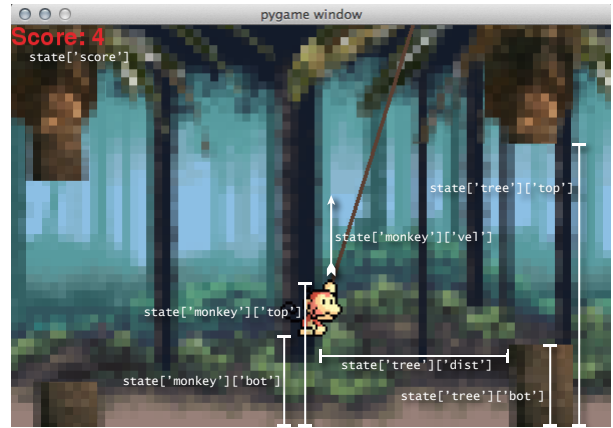 pygame window
Score: 4
state['score']
state['tree']['top']
state['monkey']['vel']
state['monkey']['top']
state['tree']['dist']
state['monkey']['bot']
state['tree']['bot']